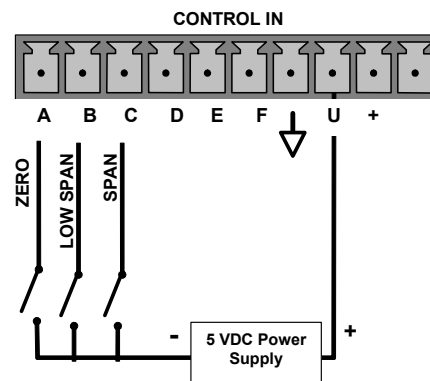 CONTROL IN
A B C D E F U +
ZERO
LOW SPAN
SPAN
- 5 VDC Power +
Supply